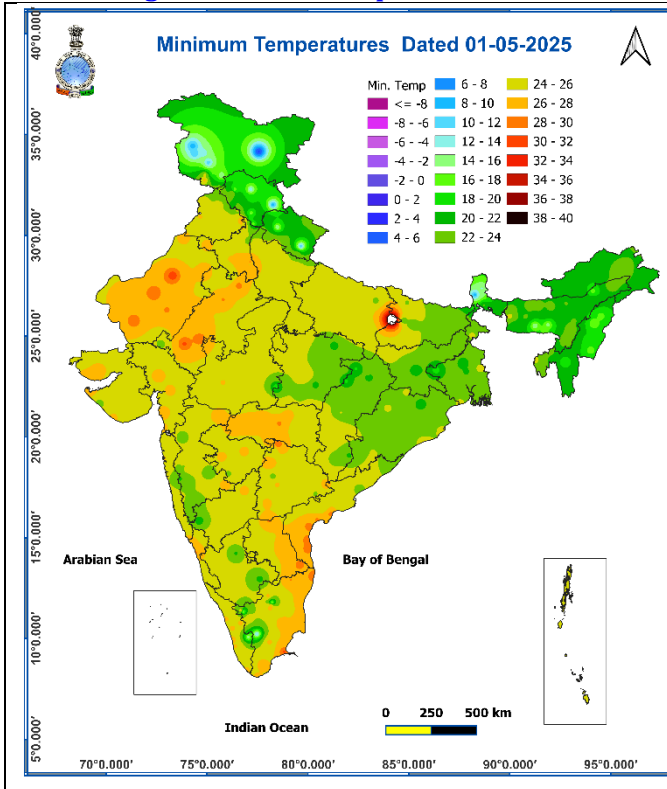 Minimum Temperatures Dated 01-05-2025
Min. Temp
<= -8
-8 - -6
-6 - -4
-4 - -2
-2 - 0
0 - 2
2 - 4
4 - 6
6 - 8
8 - 10
10 - 12
12 - 14
14 - 16
16 - 18
18 - 20
20 - 22
22 - 24
24 - 26
26 - 28
28 - 30
30 - 32
32 - 34
34 - 36
36 - 38
38 - 40
40°0.000'
35°0.000'
30°0.000'
25°0.000'
20°0.000'
15°0.000'
10°0.000'
5°0.000'
Arabian Sea
Bay of Bengal
Indian Ocean
0 250 500 km
70°0.000' 75°0.000' 80°0.000' 85°0.000' 90°0.000' 95°0.000'